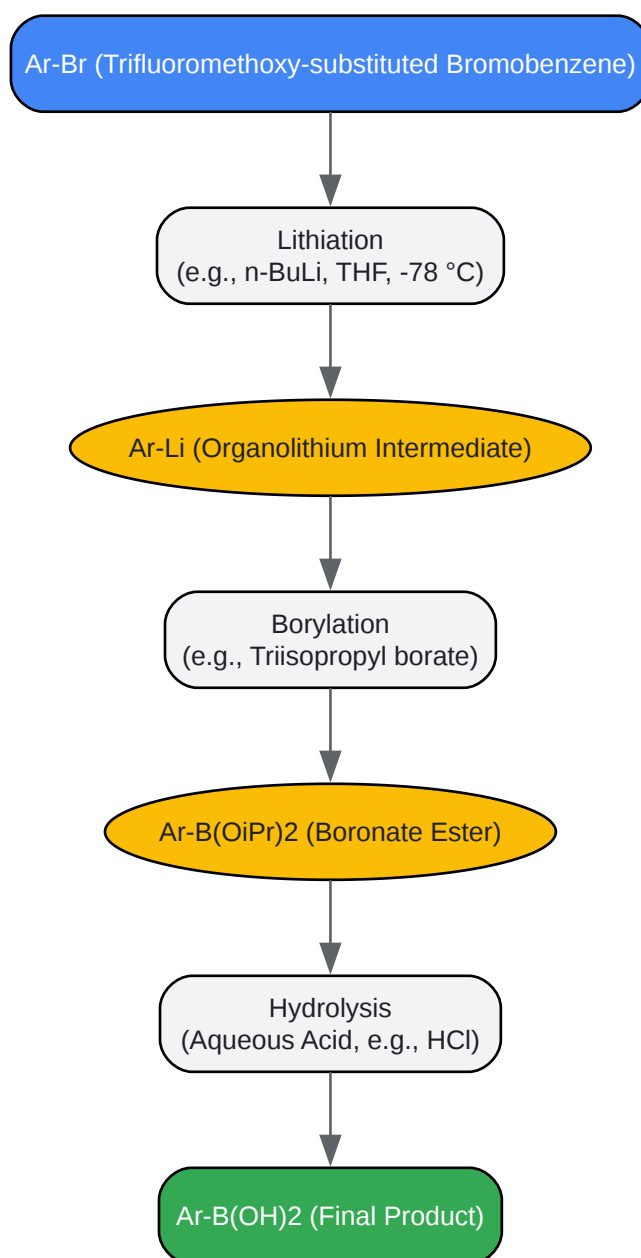 Ar-Br (Trifluoromethoxy-substituted Bromobenzene)
Lithiation
(e.g., n-BuLi, THF, -78 °C)
Ar-Li (Organolithium Intermediate)
Borylation
(e.g., Triisopropyl borate)
Ar-B(OiPr)2 (Boronate Ester)
Hydrolysis
(Aqueous Acid, e.g., HCl)
Ar-B(OH)2 (Final Product)